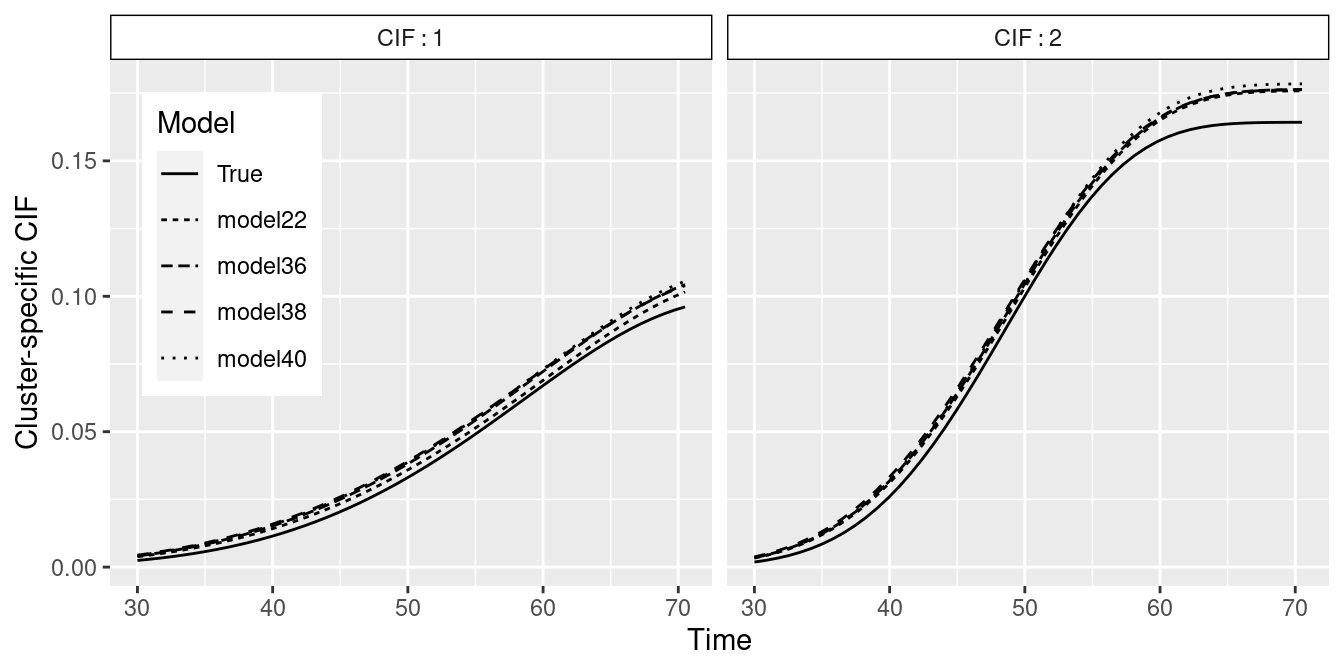 CIF : 1
CIF : 2
Cluster-specific CIF
0.15
0.10
0.05
0.00
Model
True
model22
model36
model38
model40
30 40 50 60 70
30 40 50 60 70
Time